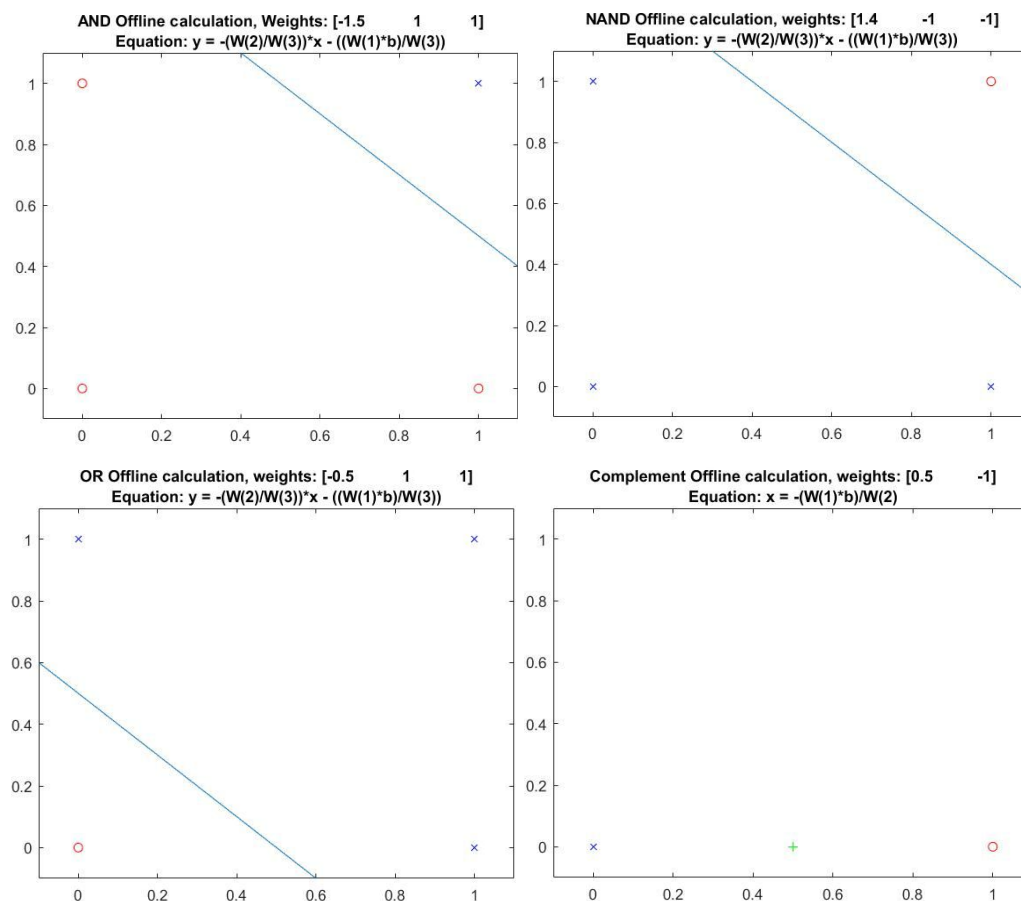 AND Offline calculation, Weights: [-1.5 1 1]
Equation: y = -(W(2)/W(3))*x - ((W(1)*b)/W(3))
1
0.8
0.6
0.4
0.2
0
0 0.2 0.4 0.6 0.8 1
NAND Offline calculation, weights: [1.4 -1 -1]
Equation: y = -(W(2)/W(3))*x - ((W(1)*b)/W(3))
1
0.8
0.6
0.4
0.2
0
0 0.2 0.4 0.6 0.8 1
OR Offline calculation, weights: [-0.5 1 1]
Equation: y = -(W(2)/W(3))*x - ((W(1)*b)/W(3))
1
0.8
0.6
0.4
0.2
0
0 0.2 0.4 0.6 0.8 1
Complement Offline calculation, weights: [0.5 -1]
Equation: x = -(W(1)*b)/W(2)
1
0.8
0.6
0.4
0.2
0
0 0.2 0.4 0.6 0.8 1